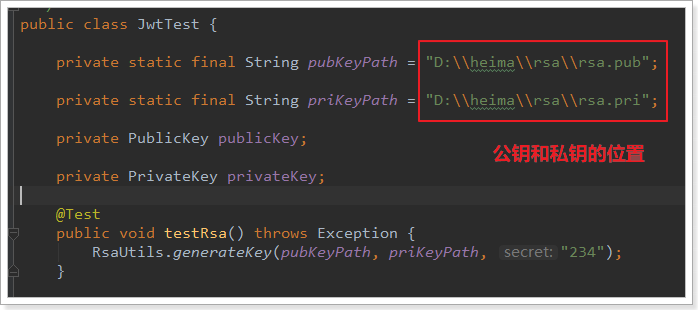 public class JwtTest {
private static final String pubKeyPath = "D:\\heima\\rsa\\rsa.pub";
private static final String priKeyPath = "D:\\heima\\rsa\\rsa.pri";
private PublicKey publicKey;
公钥和私钥的位置
private PrivateKey privateKey;
@Test
public void testRsa() throws Exception {
RsaUtils.generateKey(pubKeyPath, priKeyPath, secret: "234");
}